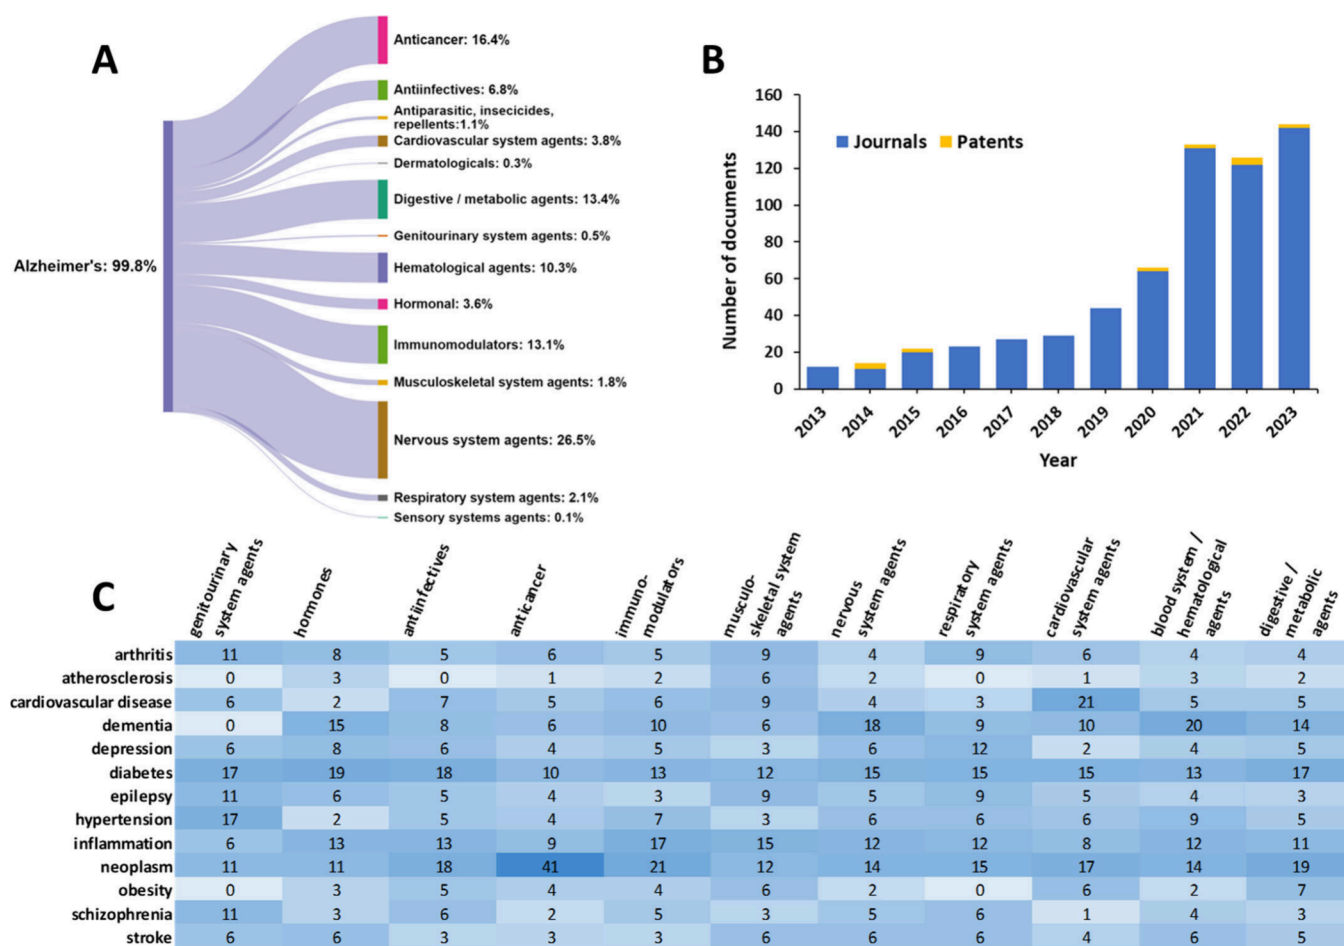 A
Alzheimer's: 99.8%
Anticancer: 16.4%
Antiinfectives: 6.8%
Antiparasitic, insecicides,
repellents:1.1%
Cardiovascular system agents: 3.8%
Dermatologicals: 0.3%
Digestive / metabolic agents: 13.4%
Genitourinary system agents: 0.5%
Hematological agents: 10.3%
Hormonal: 3.6%
Immunomodulators: 13.1%
Musculoskeletal system agents: 1.8%
Nervous system agents: 26.5%
Respiratory system agents: 2.1%
Sensory systems agents: 0.1%
B
Number of documents
160
140
120
100
80
60
40
20
0
Journals Patents
2013 2014 2015 2016 2017 2018 2019 2020 2021 2022 2023
Year
C
genitourinary
system agents
hormones
antiinfectives
anticancer
immuno-
modulators
musculo-
skeletal system
agents
nervous
system agents
respiratory
system agents
cardiovascular
system agents
blood system /
hematological
agents
digestive /
metabolic
agents
arthritis 11 8 5 6 5 9 4 9 6 4 4
atherosclerosis 0 3 0 1 2 6 2 0 1 3 2
cardiovascular disease 6 2 7 5 6 9 4 3 21 5 5
dementia 0 15 8 6 10 6 18 9 10 20 14
depression 6 8 6 4 5 3 6 12 2 4 5
diabetes 17 19 18 10 13 12 15 15 15 13 17
epilepsy 11 6 5 4 3 9 5 9 5 4 3
hypertension 17 2 5 4 7 3 6 6 6 9 5
inflammation 6 13 13 9 17 15 12 12 8 12 11
neoplasm 11 11 18 41 21 12 14 15 17 14 19
obesity 0 3 5 4 4 6 2 0 6 2 7
schizophrenia 11 3 6 2 5 3 5 6 1 4 3
stroke 6 6 3 3 3 6 6 6 4 6 5